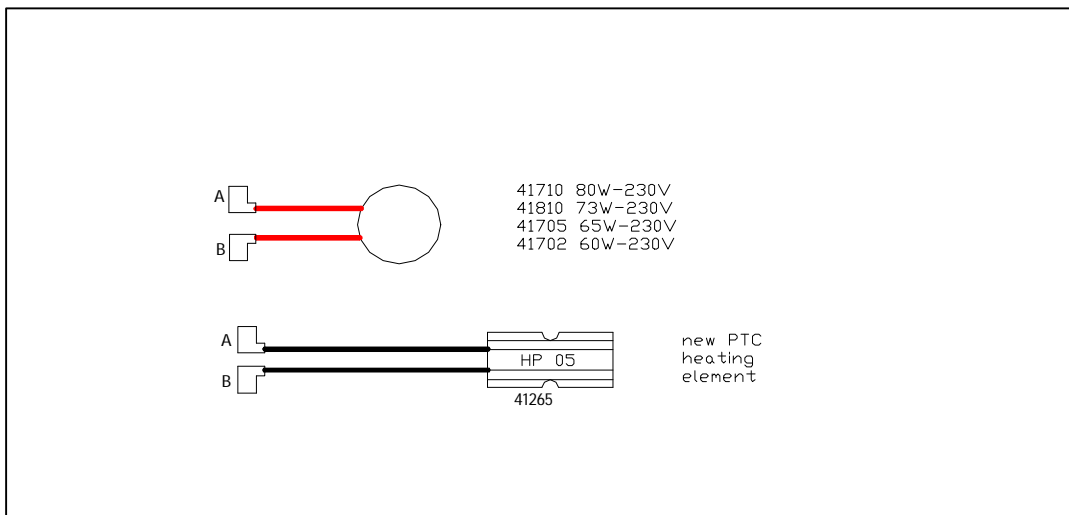 A
B
41710 80W-230V
41810 73W-230V
41705 65W-230V
41702 60W-230V
A
B
HP 05
41265
new PTC
heating
element